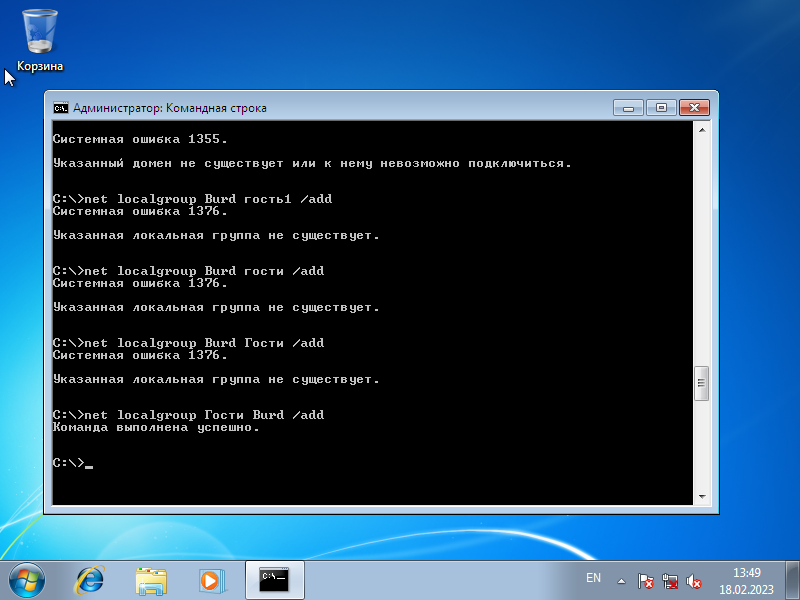 Корзина
Администратор: Командная строка
Системная ошибка 1355.
Указанный домен не существует или к нему невозможно подключиться.
C:\>net localgroup Burd гость1 /add
Системная ошибка 1376.
Указанная локальная группа не существует.
C:\>net localgroup Burd гости /add
Системная ошибка 1376.
Указанная локальная группа не существует.
C:\>net localgroup Burd Гости /add
Системная ошибка 1376.
Указанная локальная группа не существует.
C:\>net localgroup Гости Burd /add
Команда выполнена успешно.
C:\>_
EN
13:49
18.02.2023